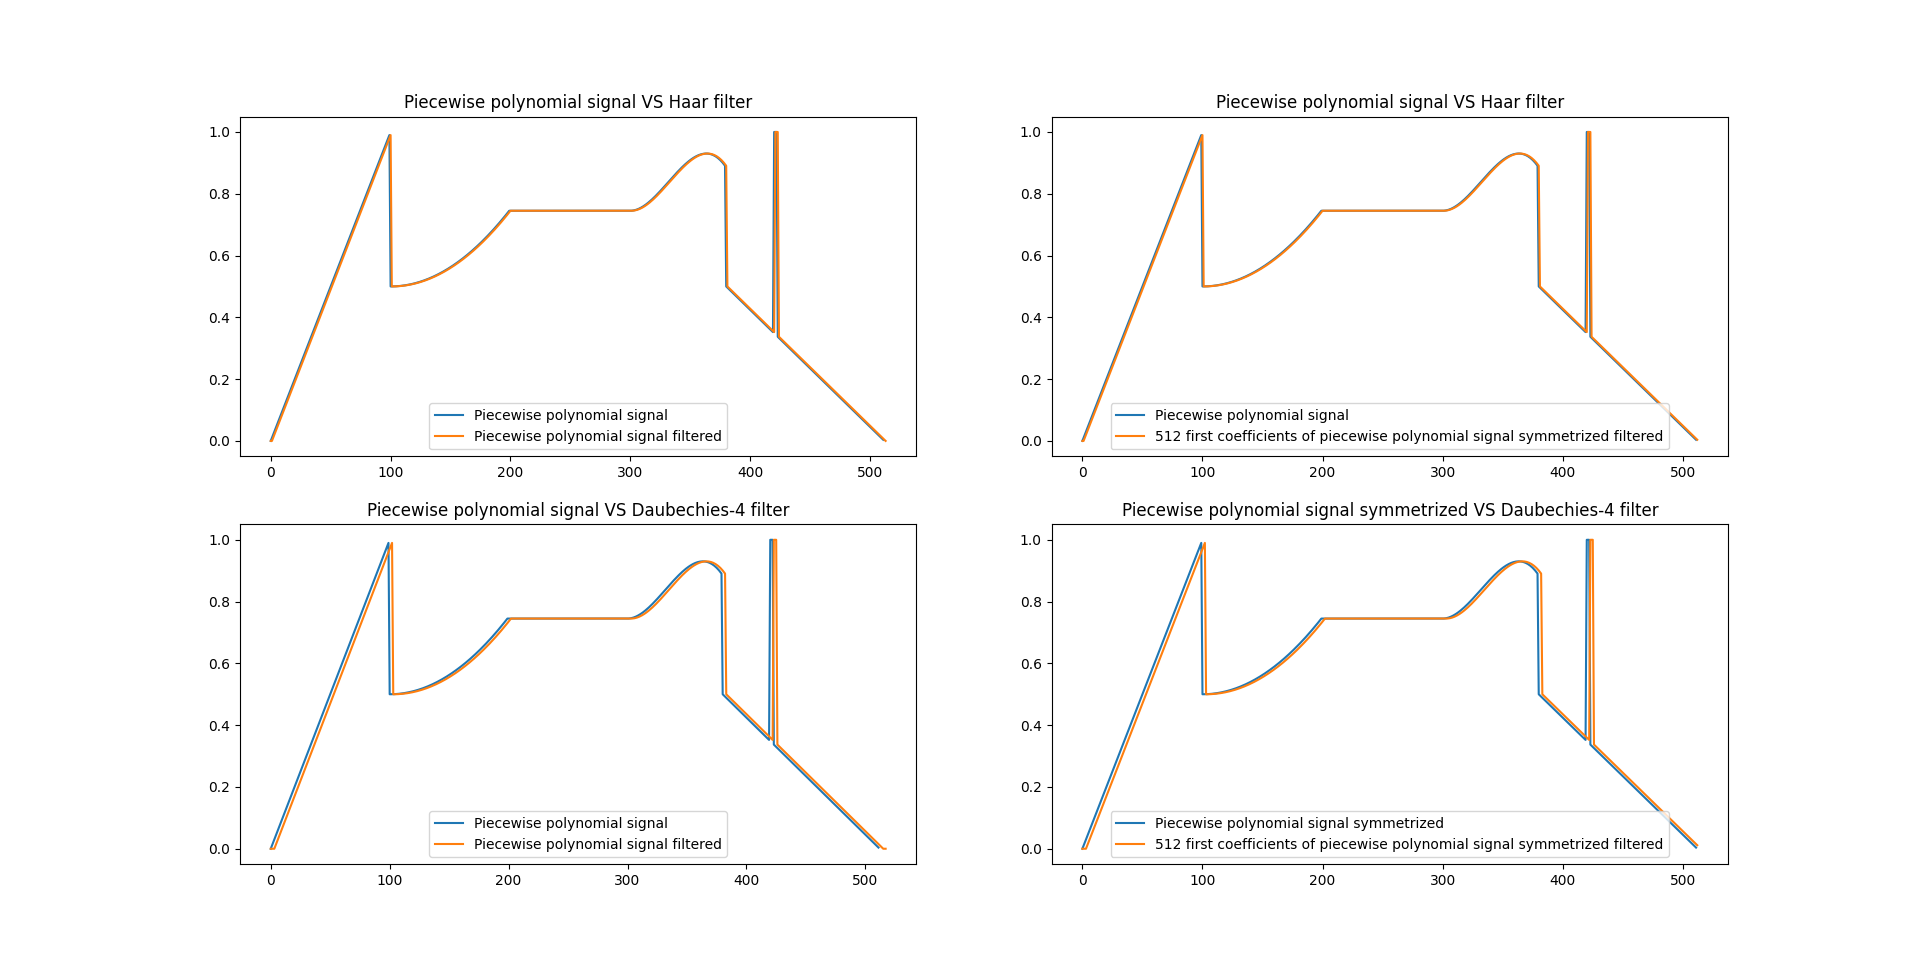 Piecewise polynomial signal VS Haar filter
1.0
0.8
0.6
0.4
0.2
0.0
Piecewise polynomial signal
Piecewise polynomial signal filtered
0 100 200 300 400 500
Piecewise polynomial signal VS Haar filter
1.0
0.8
0.6
0.4
0.2
0.0
Piecewise polynomial signal
512 first coefficients of piecewise polynomial signal symmetrized filtered
0 100 200 300 400 500
Piecewise polynomial signal VS Daubechies-4 filter
1.0
0.8
0.6
0.4
0.2
0.0
Piecewise polynomial signal
Piecewise polynomial signal filtered
0 100 200 300 400 500
Piecewise polynomial signal symmetrized VS Daubechies-4 filter
1.0
0.8
0.6
0.4
0.2
0.0
Piecewise polynomial signal symmetrized
512 first coefficients of piecewise polynomial signal symmetrized filtered
0 100 200 300 400 500